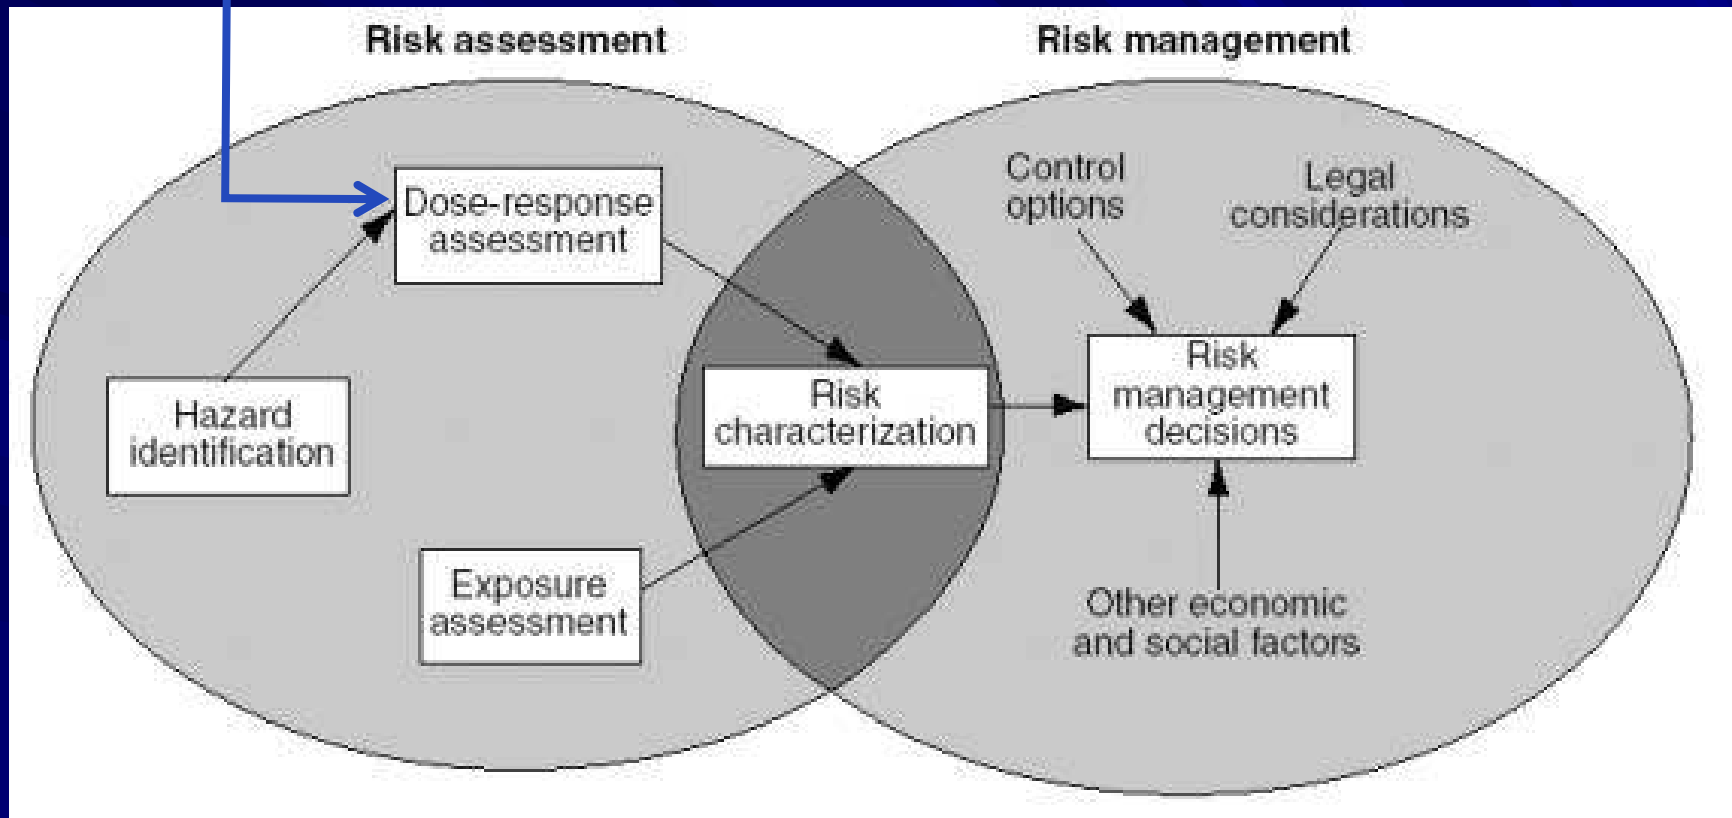 Risk assessment
Risk management
Dose-response
assessment
Control
options
Legal
considerations
Hazard
identification
Risk
characterization
Risk
management
decisions
Exposure
assessment
Other economic
and social factors